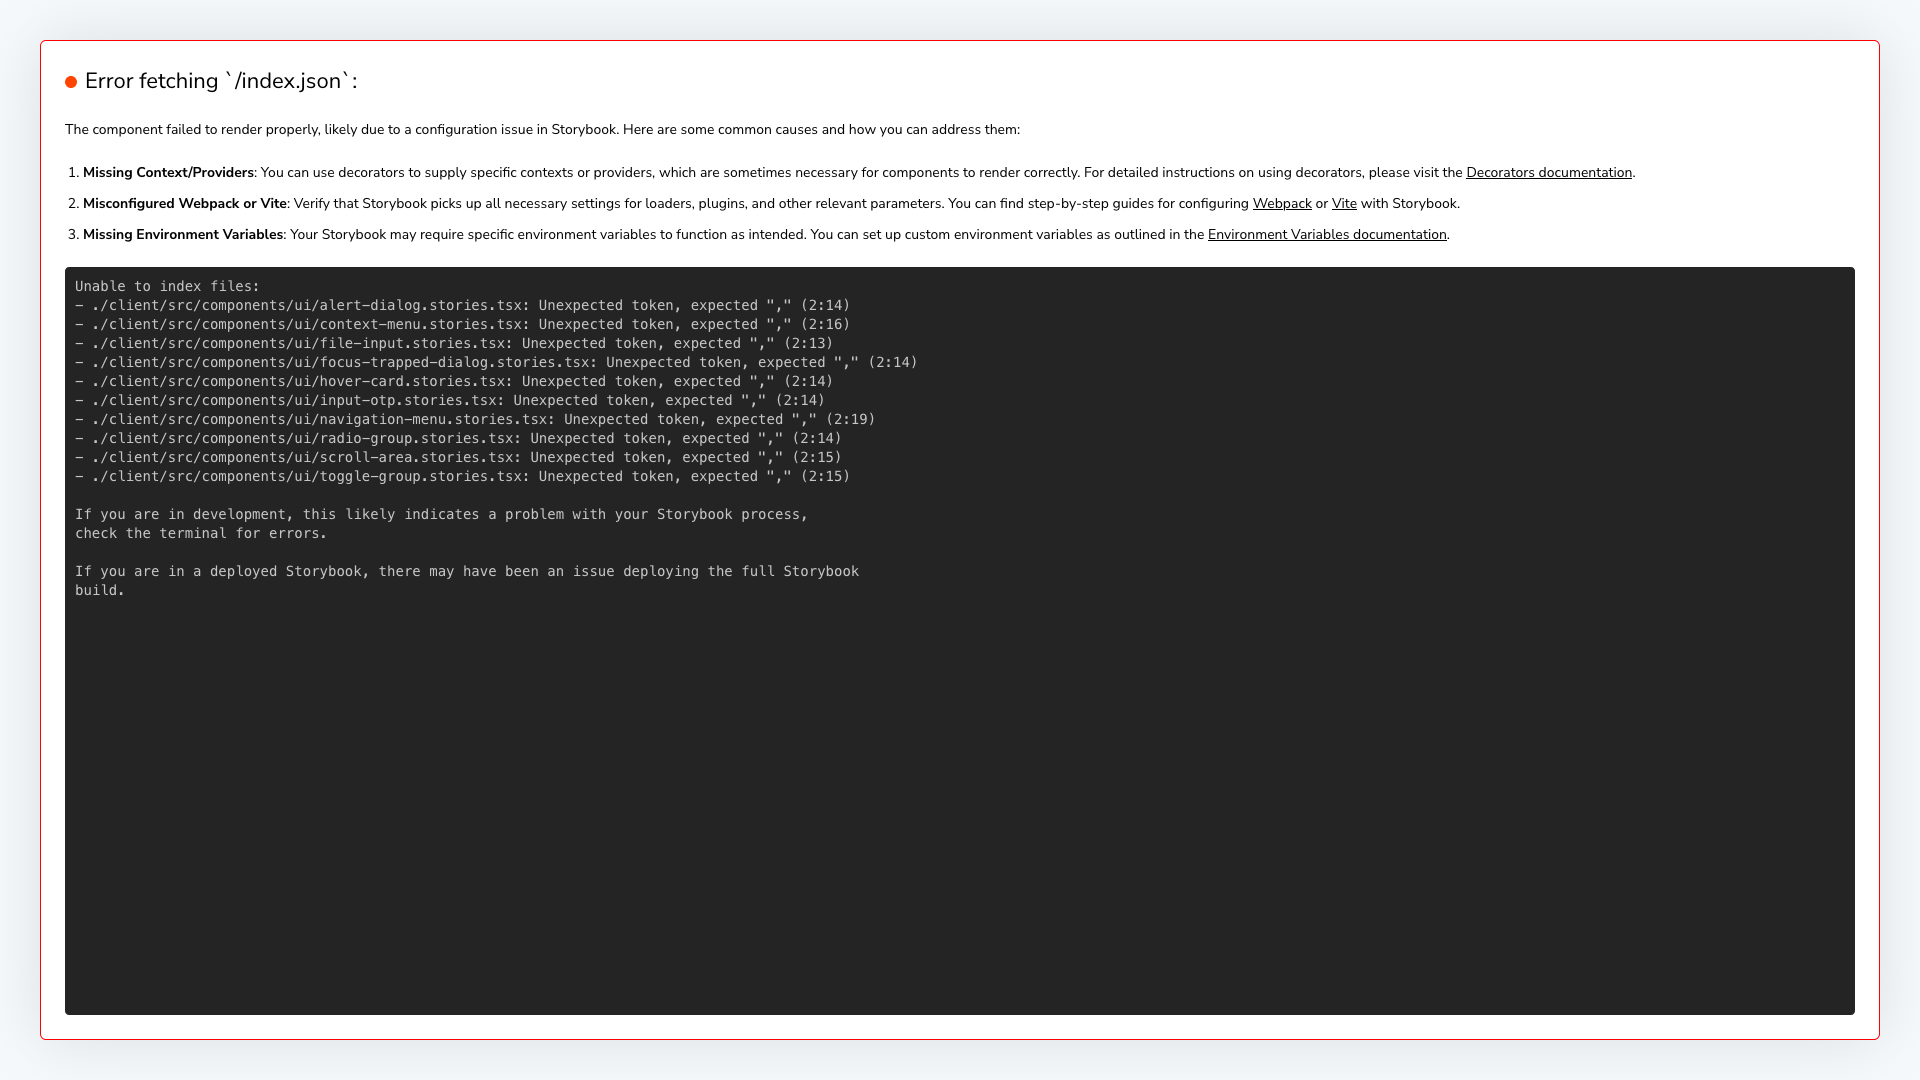 Error fetching `/index.json`:
The component failed to render properly, likely due to a configuration issue in Storybook. Here are some common causes and how you can address them:
1. Missing Context/Providers: You can use decorators to supply specific contexts or providers, which are sometimes necessary for components to render correctly. For detailed instructions on using decorators, please visit the Decorators documentation.
2. Misconfigured Webpack or Vite: Verify that Storybook picks up all necessary settings for loaders, plugins, and other relevant parameters. You can find step-by-step guides for configuring Webpack or Vite with Storybook.
3. Missing Environment Variables: Your Storybook may require specific environment variables to function as intended. You can set up custom environment variables as outlined in the Environment Variables documentation.
Unable to index files:
- ./client/src/components/ui/alert-dialog.stories.tsx: Unexpected token, expected "," (2:14)
- ./client/src/components/ui/context-menu.stories.tsx: Unexpected token, expected "," (2:16)
- ./client/src/components/ui/file-input.stories.tsx: Unexpected token, expected "," (2:13)
- ./client/src/components/ui/focus-trapped-dialog.stories.tsx: Unexpected token, expected "," (2:14)
- ./client/src/components/ui/hover-card.stories.tsx: Unexpected token, expected "," (2:14)
- ./client/src/components/ui/input-otp.stories.tsx: Unexpected token, expected "," (2:14)
- ./client/src/components/ui/navigation-menu.stories.tsx: Unexpected token, expected "," (2:19)
- ./client/src/components/ui/radio-group.stories.tsx: Unexpected token, expected "," (2:14)
- ./client/src/components/ui/scroll-area.stories.tsx: Unexpected token, expected "," (2:15)
- ./client/src/components/ui/toggle-group.stories.tsx: Unexpected token, expected "," (2:15)
If you are in development, this likely indicates a problem with your Storybook process,
check the terminal for errors.
If you are in a deployed Storybook, there may have been an issue deploying the full Storybook
build.